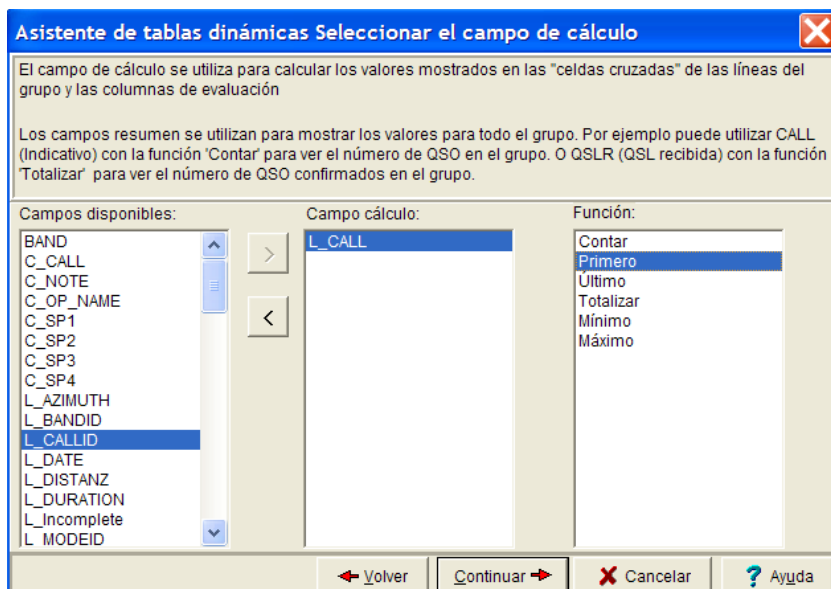 Asistente de tablas dinámicas Seleccionar el campo de cálculo
El campo de cálculo se utiliza para calcular los valores mostrados en las "celdas cruzadas" de las líneas del
grupo y las columnas de evaluación
Los campos resumen se utilizan para mostrar los valores para todo el grupo. Por ejemplo puede utilizar CALL
(Indicativo) con la función 'Contar' para ver el número de QSO en el grupo. O QSLR (QSL recibida) con la función
'Totalizar' para ver el número de QSO confirmados en el grupo.
Campos disponibles:
BAND
C_CALL
C_NOTE
C_OP_NAME
C_SP1
C_SP2
C_SP3
C_SP4
L_AZIMUTH
L_BANDID
L_CALLID
L_DATE
L_DISTANZ
L_DURATION
L_Incomplete
L_MODEID
>
<
Campo cálculo:
L_CALL
Función:
Contar
Primero
Último
Totalizar
Mínimo
Máximo
Volver
Continuar
Cancelar
? Ayuda